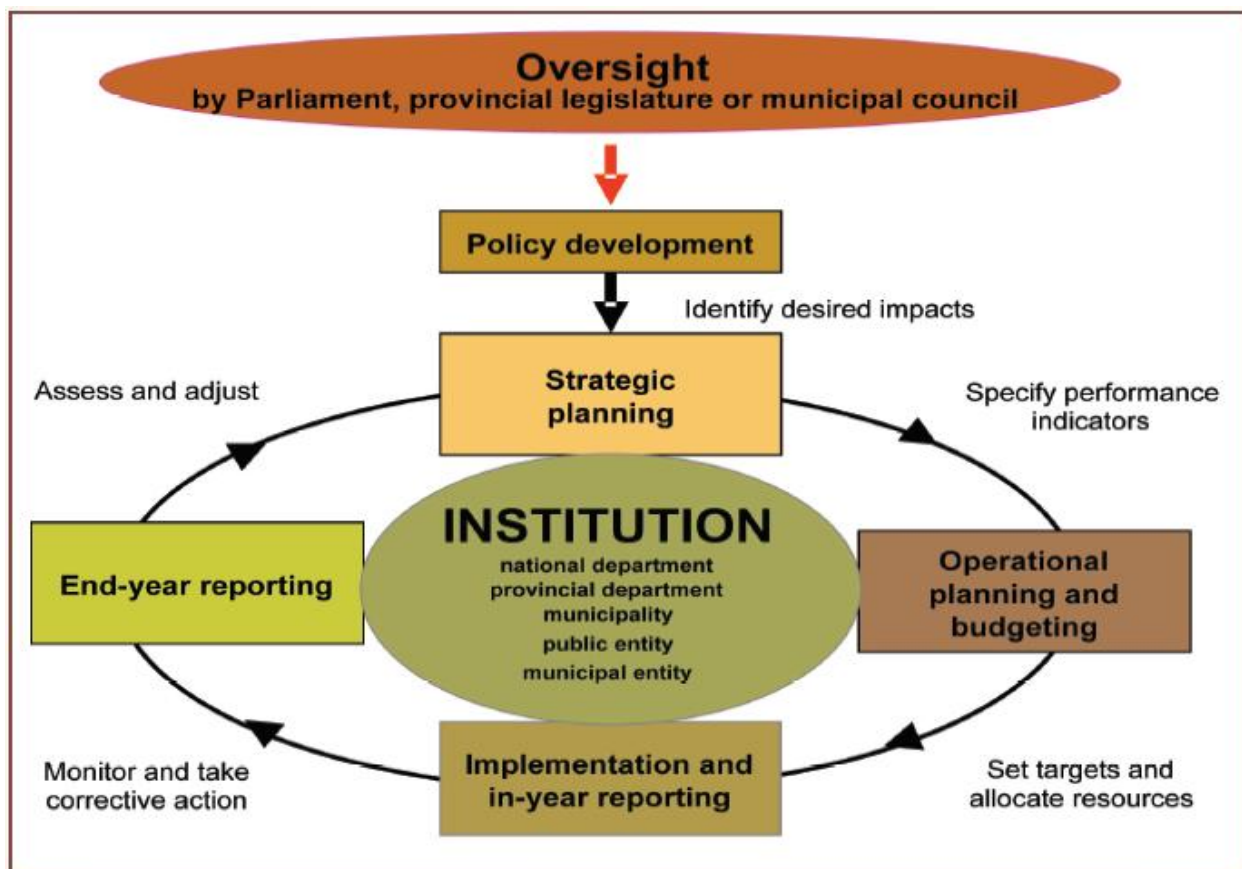 Oversight
by Parliament, provincial legislature or municipal council
Policy development
Identify desired impacts
Strategic
planning
Assess and adjust
Specify performance
indicators
INSTITUTION
national department
provincial department
municipality
public entity
municipal entity
End-year reporting
Operational
planning and
budgeting
Implementation and
in-year reporting
Monitor and take
corrective action
Set targets and
allocate resources